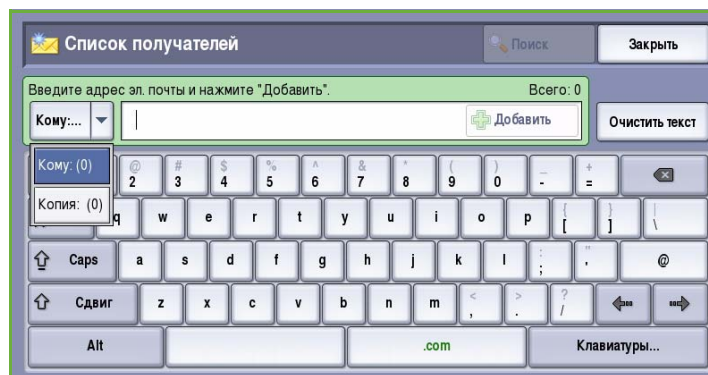 Список получателей
Поиск
Закрыть
Введите адрес эл. почты и нажмите "Добавить".
Всего: 0
Кому:...
Добавить
Очистить текст
Кому: (0)
Копия: (0)
@ # $ % ^ & * ( ) _ +
2 3 4 5 6 7 8 9 0 - =
q w e r t y u i o p { [ } ] | \
Caps a s d f g h j k l : ; " ' @
Сдвиг z x c v b n m < , > . ? /
Alt .com Клавиатуры...